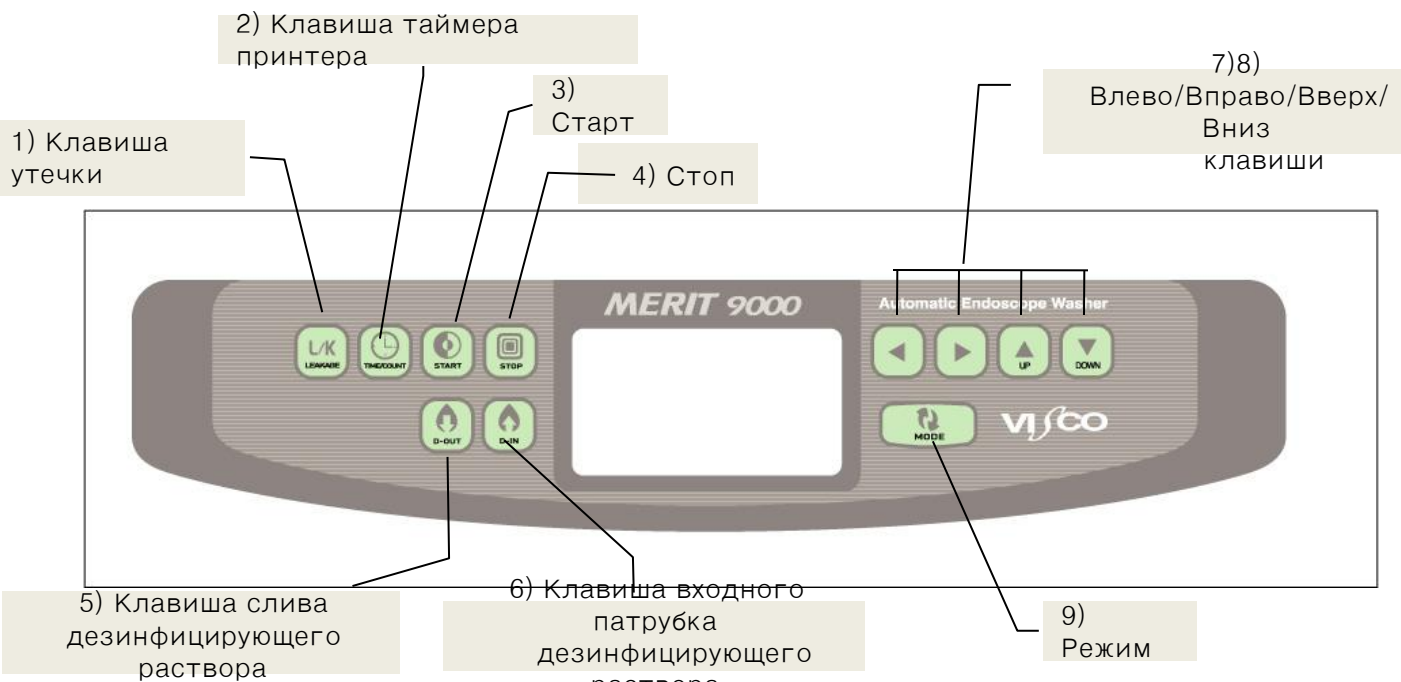 2) Клавиша таймера
принтера
3)
Старт
7)8)
Влево/Вправо/Вверх/
Вниз
клавиши
1) Клавиша
утечки
4) Стоп
MERIT 9000
Automatic Endoscope Washer
L/K
LEAKAGE
TIME/COUNT
START
STOP
UP
DOWN
D-OUT
D-IN
MODE
VISCO
5) Клавиша слива
дезинфицирующего
раствора
6) Клавиша входного
патрубка
дезинфицирующего
раствора
9)
Режим